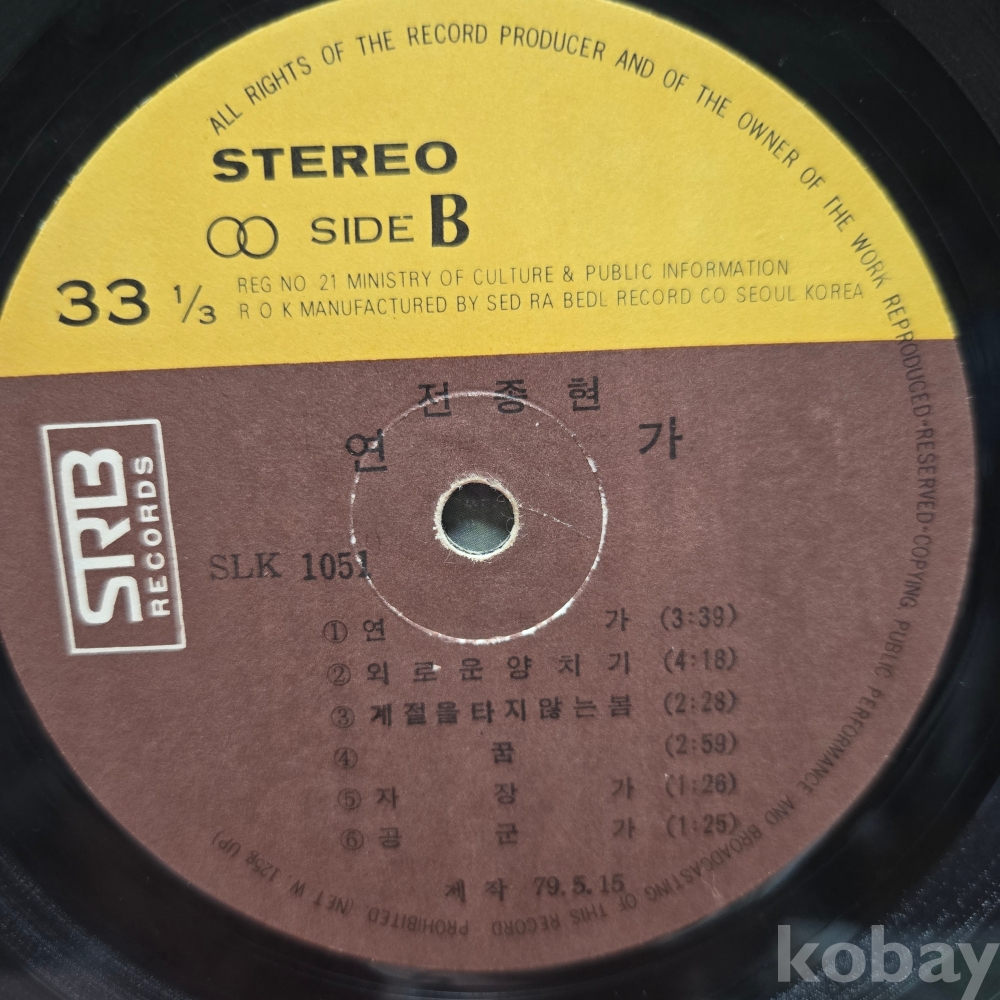 ALL RIGHTS OF THE RECORD PRODUCER AND OF THE OWNER OF THE WORK REPRODUCED·RESERVED·COPYING, PUBLIC PERFORMANCE AND BROADCASTING OF THIS RECORD PROHIBITED. (NET W. 125g UP)
STEREO
SIDE B
33 1/3
REG NO 21 MINISTRY OF CULTURE & PUBLIC INFORMATION
R O K MANUFACTURED BY SED RA BEDL RECORD CO SEOUL KOREA
전 종 현
연 가
SRB
RECORDS
SLK 1051
① 연 가 (3:39)
② 외로운양치기 (4:18)
③ 계절을타지않는봄 (2:28)
④ 꿈 (2:59)
⑤ 자 장 가 (1:26)
⑥ 공 군 가 (1:25)
제 작 79.5.15
kobay